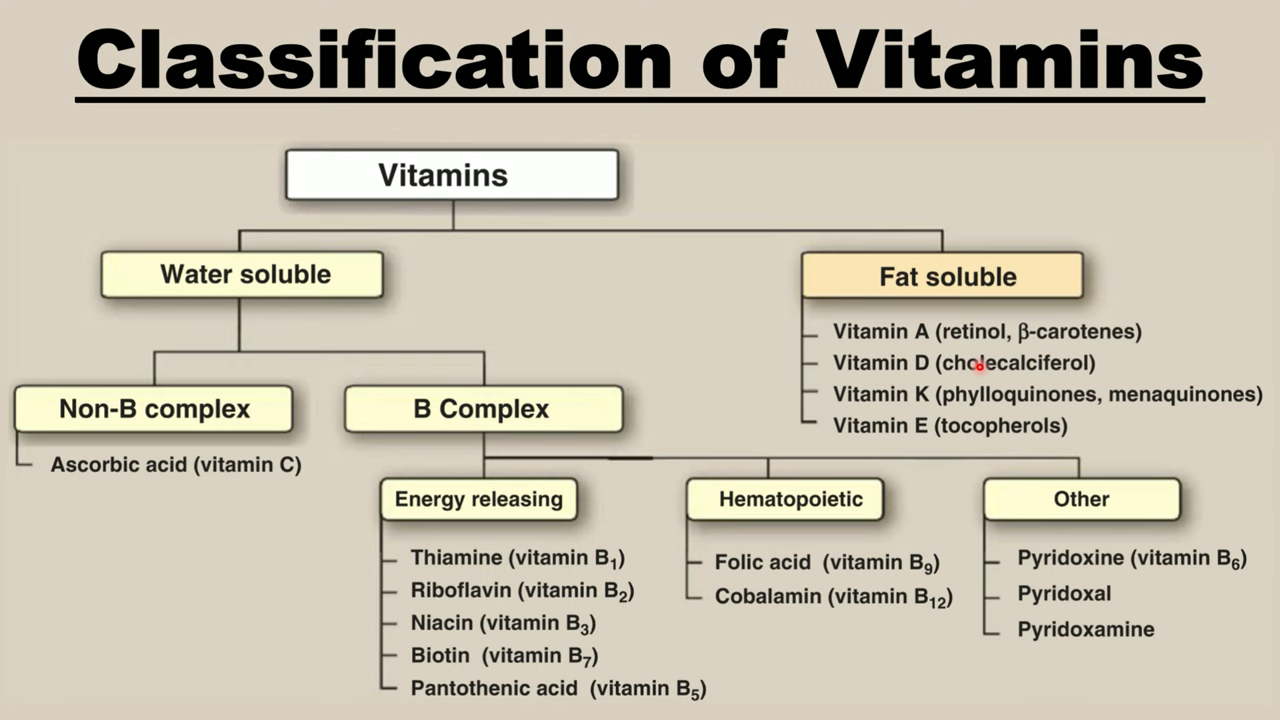 Classification of Vitamins
Vitamins
Water soluble
Fat soluble
Vitamin A (retinol, β-carotenes)
Vitamin D (cholecalciferol)
Vitamin K (phylloquinones, menaquinones)
Vitamin E (tocopherols)
Non-B complex
Ascorbic acid (vitamin C)
B Complex
Energy releasing
Thiamine (vitamin B₁)
Riboflavin (vitamin B₂)
Niacin (vitamin B₃)
Biotin (vitamin B₇)
Pantothenic acid (vitamin B₅)
Hematopoietic
Folic acid (vitamin B₉)
Cobalamin (vitamin B₁₂)
Other
Pyridoxine (vitamin B₆)
Pyridoxal
Pyridoxamine